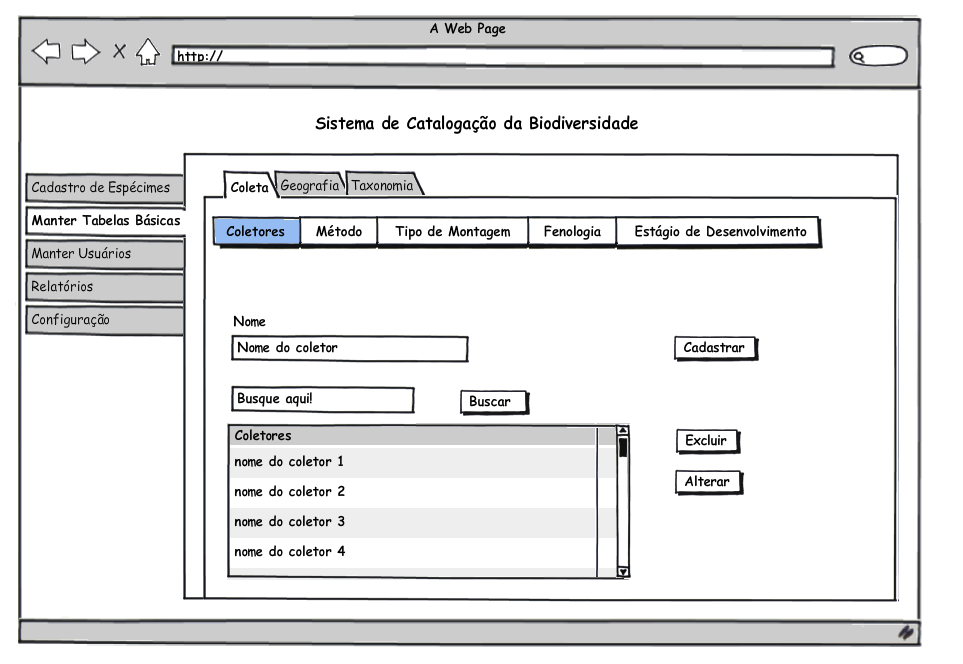 A Web Page
http://
Sistema de Catalogação da Biodiversidade
Cadastro de Espécimes
Manter Tabelas Básicas
Manter Usuários
Relatórios
Configuração
Coleta Geografia Taxonomia
Coletores Método Tipo de Montagem Fenologia Estágio de Desenvolvimento
Nome
Nome do coletor Cadastrar
Busque aqui! Buscar
Coletores Excluir
nome do coletor 1
Alterar
nome do coletor 2
nome do coletor 3
nome do coletor 4